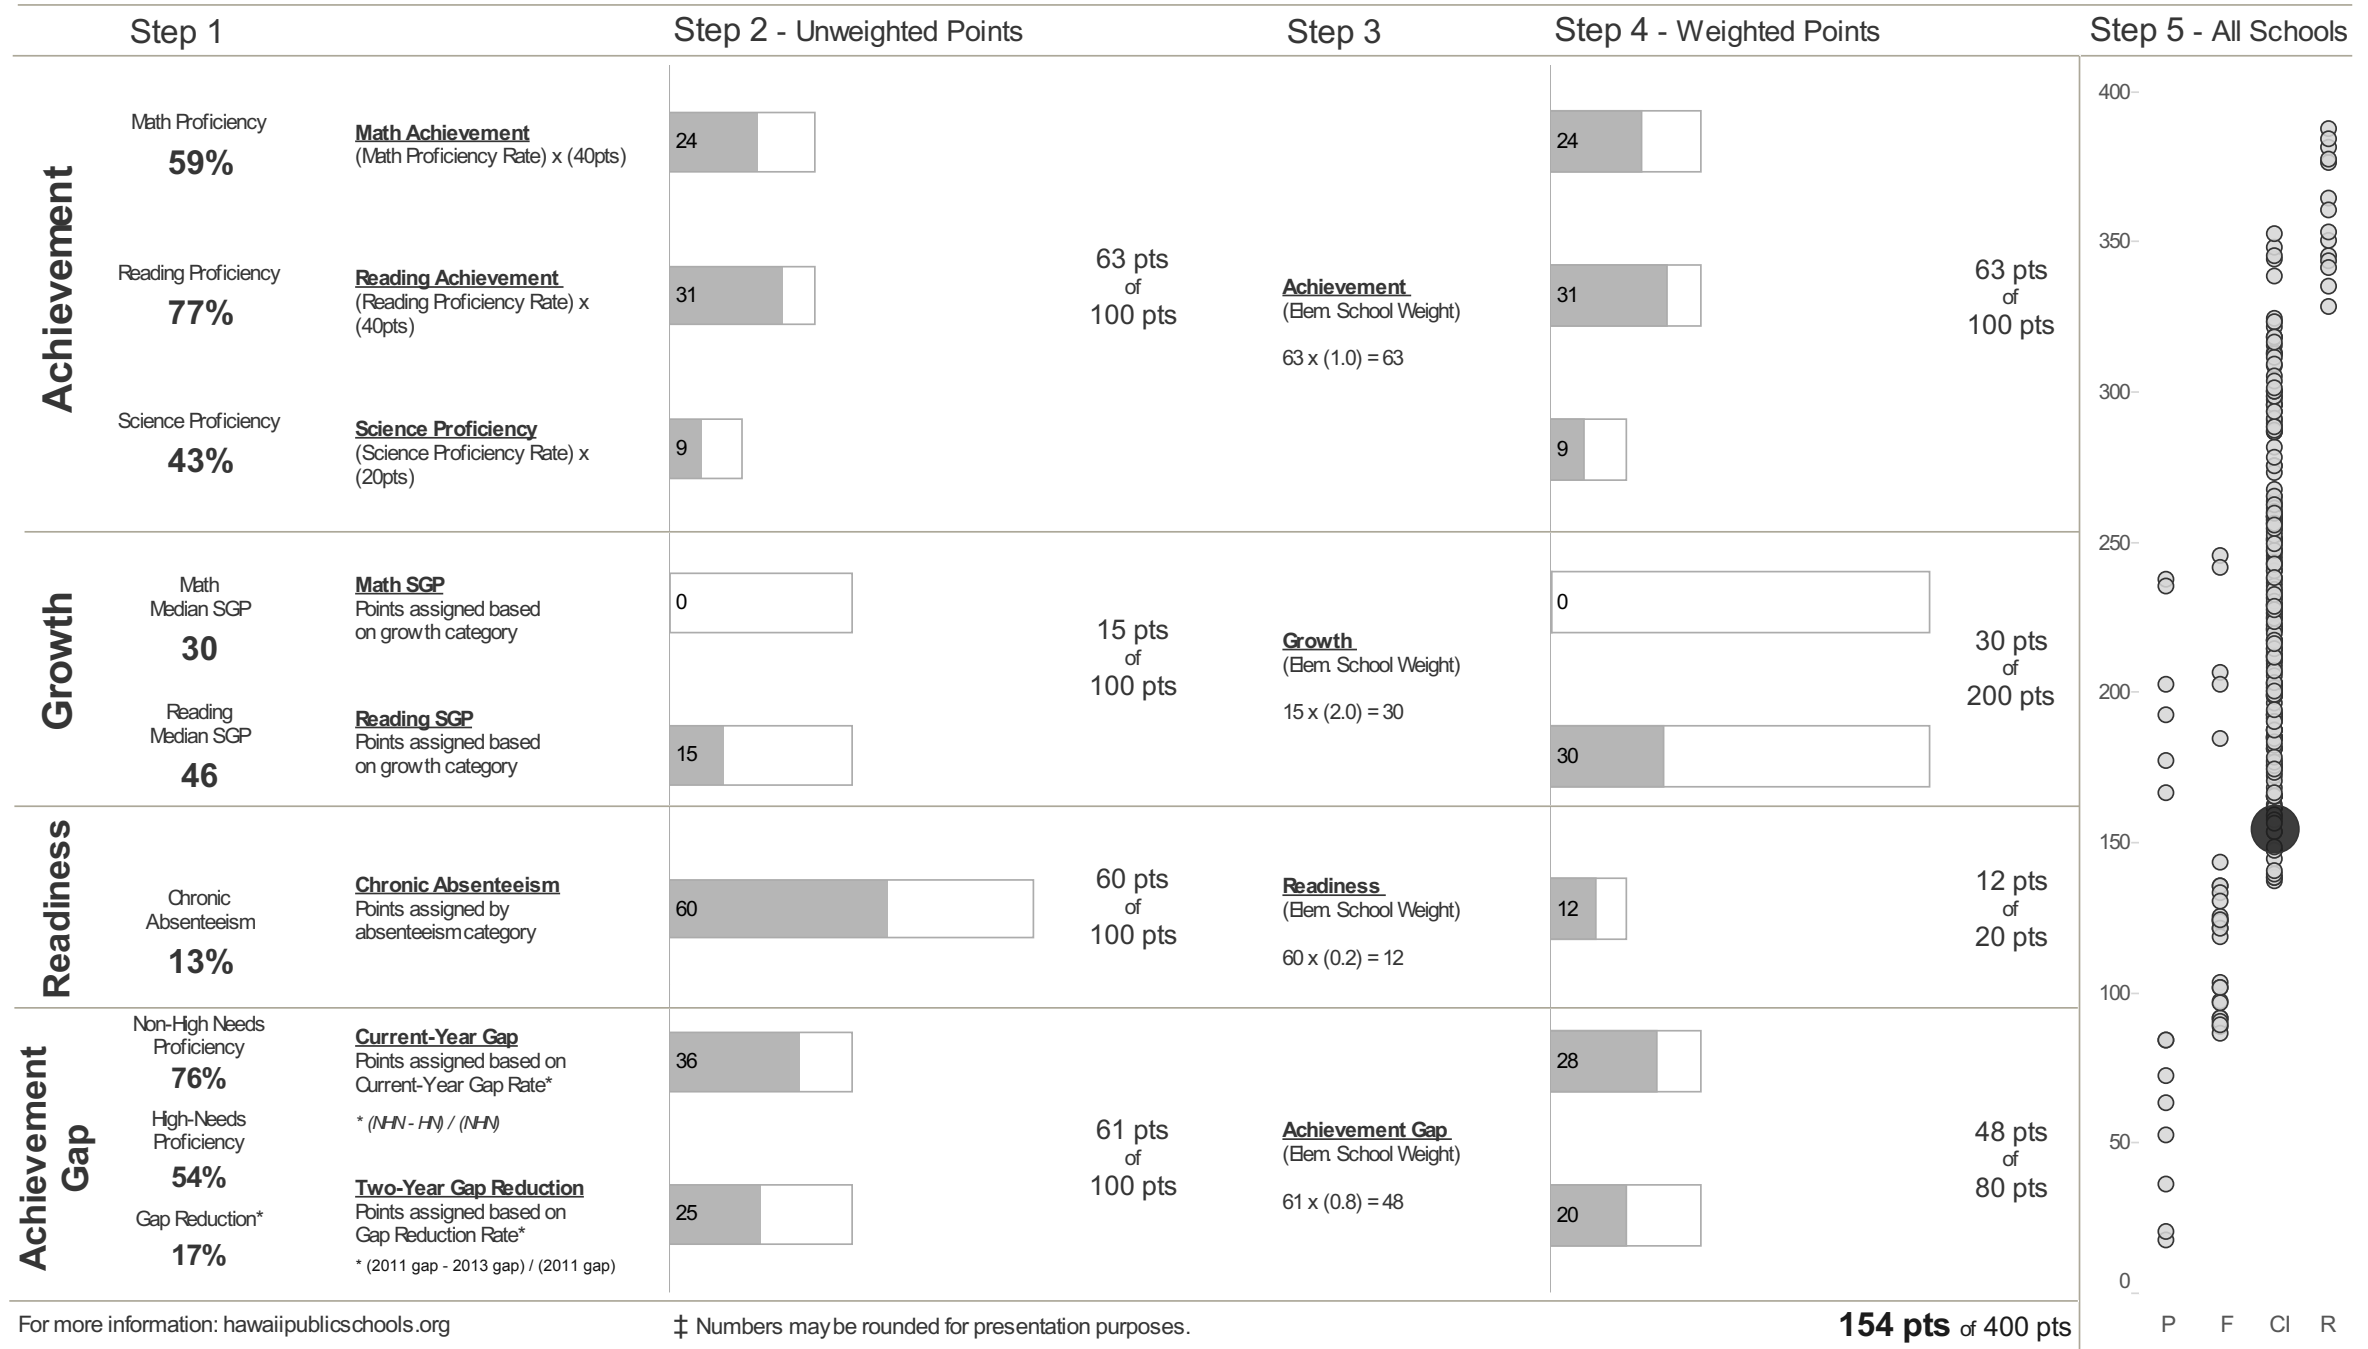 Step 1
Step 2 - Unweighted Points
Step 3
Step 4 - Weighted Points
Step 5 - All Schools
Achievement
Math Proficiency
59%
Math Achievement
(Math Proficiency Rate) x (40pts)
24
24
Reading Proficiency
77%
Reading Achievement
(Reading Proficiency Rate) x
(40pts)
31
63 pts
of
100 pts
Achievement
(Elem. School Weight)
63 x (1.0) = 63
31
63 pts
of
100 pts
Science Proficiency
43%
Science Proficiency
(Science Proficiency Rate) x
(20pts)
9
9
Growth
Math
Median SGP
30
Math SGP
Points assigned based
on growth category
0
15 pts
of
100 pts
Growth
(Elem. School Weight)
15 x (2.0) = 30
0
30 pts
of
200 pts
Reading
Median SGP
46
Reading SGP
Points assigned based
on growth category
15
30
Readiness
Chronic
Absenteeism
13%
Chronic Absenteeism
Points assigned by
absenteeism category
60
60 pts
of
100 pts
Readiness
(Elem. School Weight)
60 x (0.2) = 12
12
12 pts
of
20 pts
Achievement
Gap
Non-High Needs
Proficiency
76%
High-Needs
Proficiency
54%
Gap Reduction*
17%
Current-Year Gap
Points assigned based on
Current-Year Gap Rate*
* (NHN - HN) / (NHN)
Two-Year Gap Reduction
Points assigned based on
Gap Reduction Rate*
* (2011 gap - 2013 gap) / (2011 gap)
36
25
61 pts
of
100 pts
Achievement Gap
(Elem. School Weight)
61 x (0.8) = 48
28
20
48 pts
of
80 pts
400
350
300
250
200
150
100
50
0
P
F
CI
R
For more information: hawaiipublicschools.org
‡ Numbers may be rounded for presentation purposes.
154 pts of 400 pts